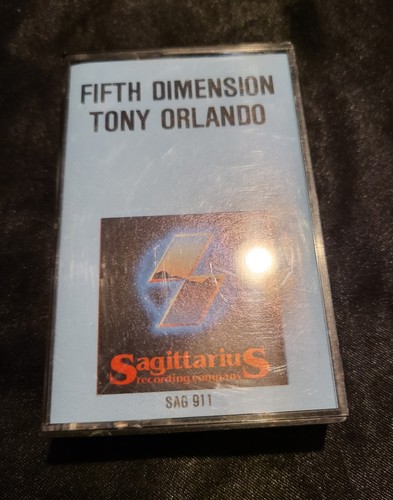 FIFTH DIMENSION
TONY ORLANDO
SagittariuS
recording company
SAG 911